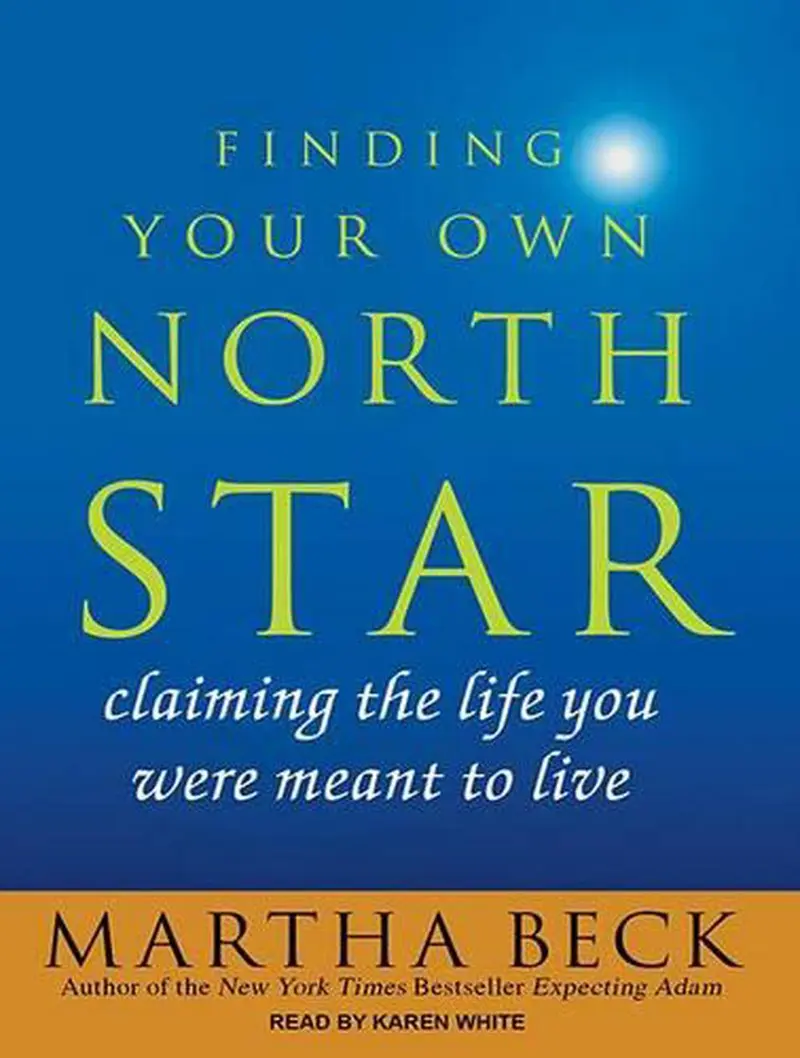 FINDING
YOUR OWN
NORTH
STAR
claiming the life you
were meant to live
MARTHA BECK
Author of the New York Times Bestseller Expecting Adam
READ BY KAREN WHITE